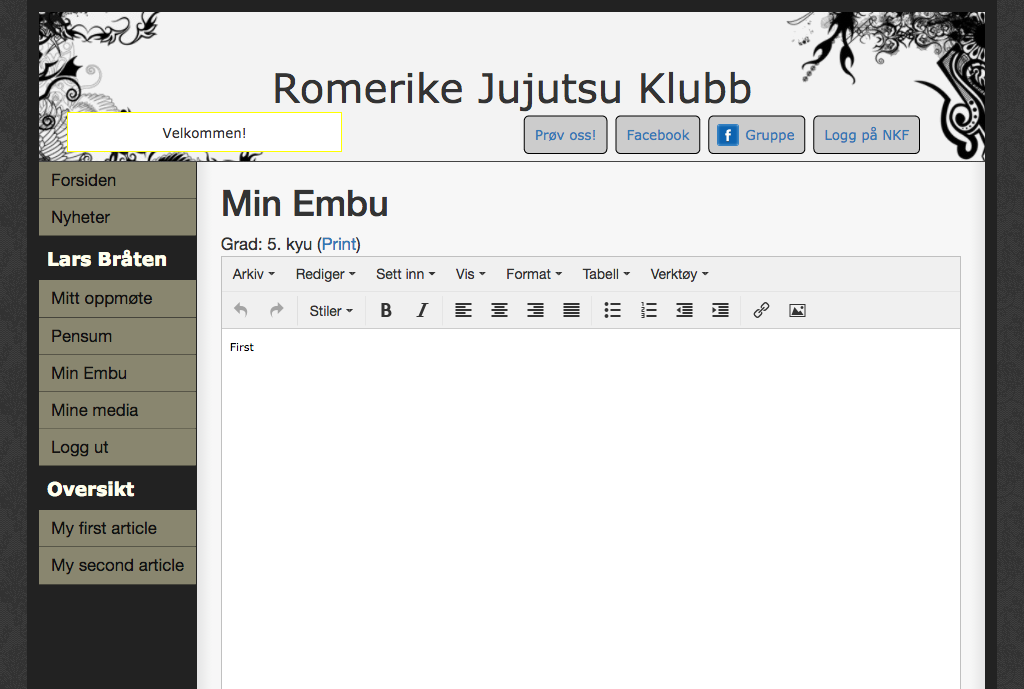 Romerike Jujutsu Klubb
Velkommen!
Prøv oss! Facebook Gruppe Logg på NKF
Forsiden
Nyheter
Lars Bråten
Mitt oppmøte
Pensum
Min Embu
Mine media
Logg ut
Oversikt
My first article
My second article
Min Embu
Grad: 5. kyu (Print)
Arkiv Rediger Sett inn Vis Format Tabell Verktøy
Stiler B I
First